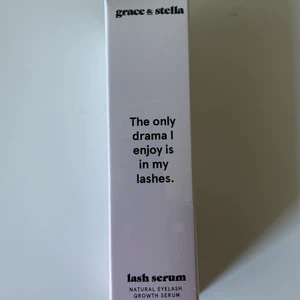 grace & stella
The only
drama I
enjoy is
in my
lashes.
lash serum
NATURAL EYELASH
GROWTH SERUM